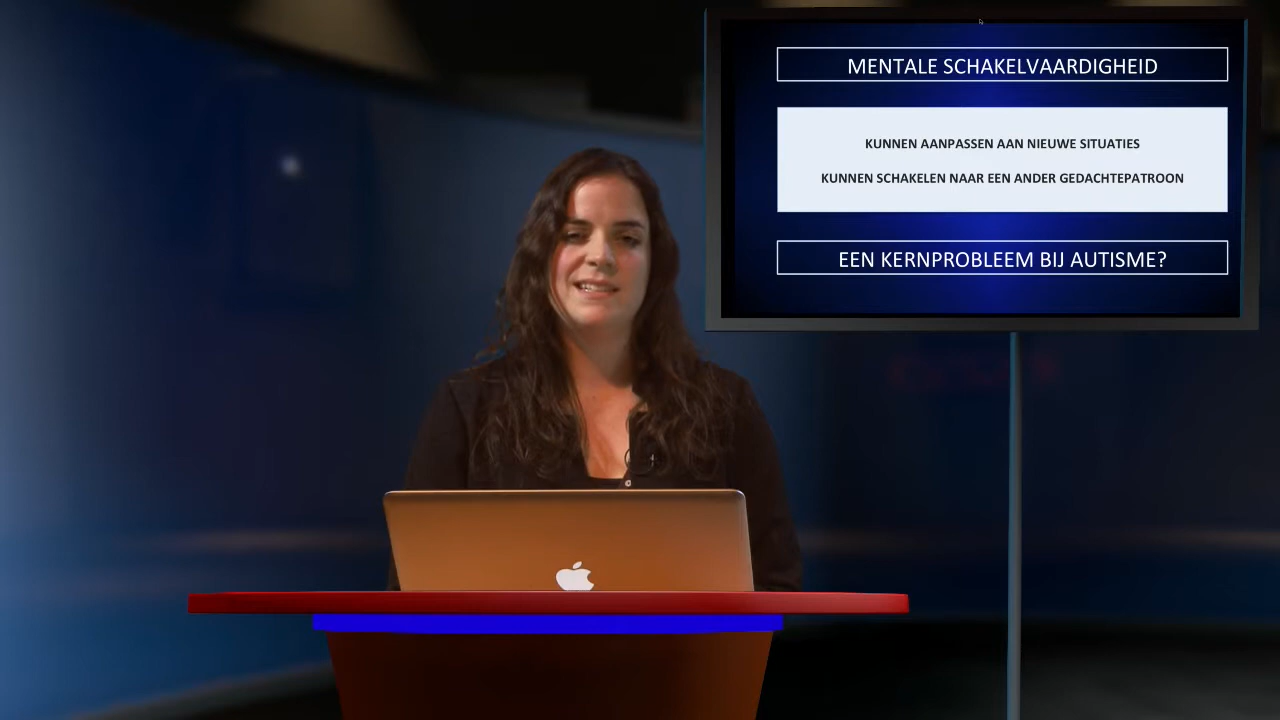 MENTALE SCHAKELVAARDIGHEID
KUNNEN AANPASSEN AAN NIEUWE SITUATIES
KUNNEN SCHAKELEN NAAR EEN ANDER GEDACHTEPATROON
EEN KERNPROBLEEM BIJ AUTISME?